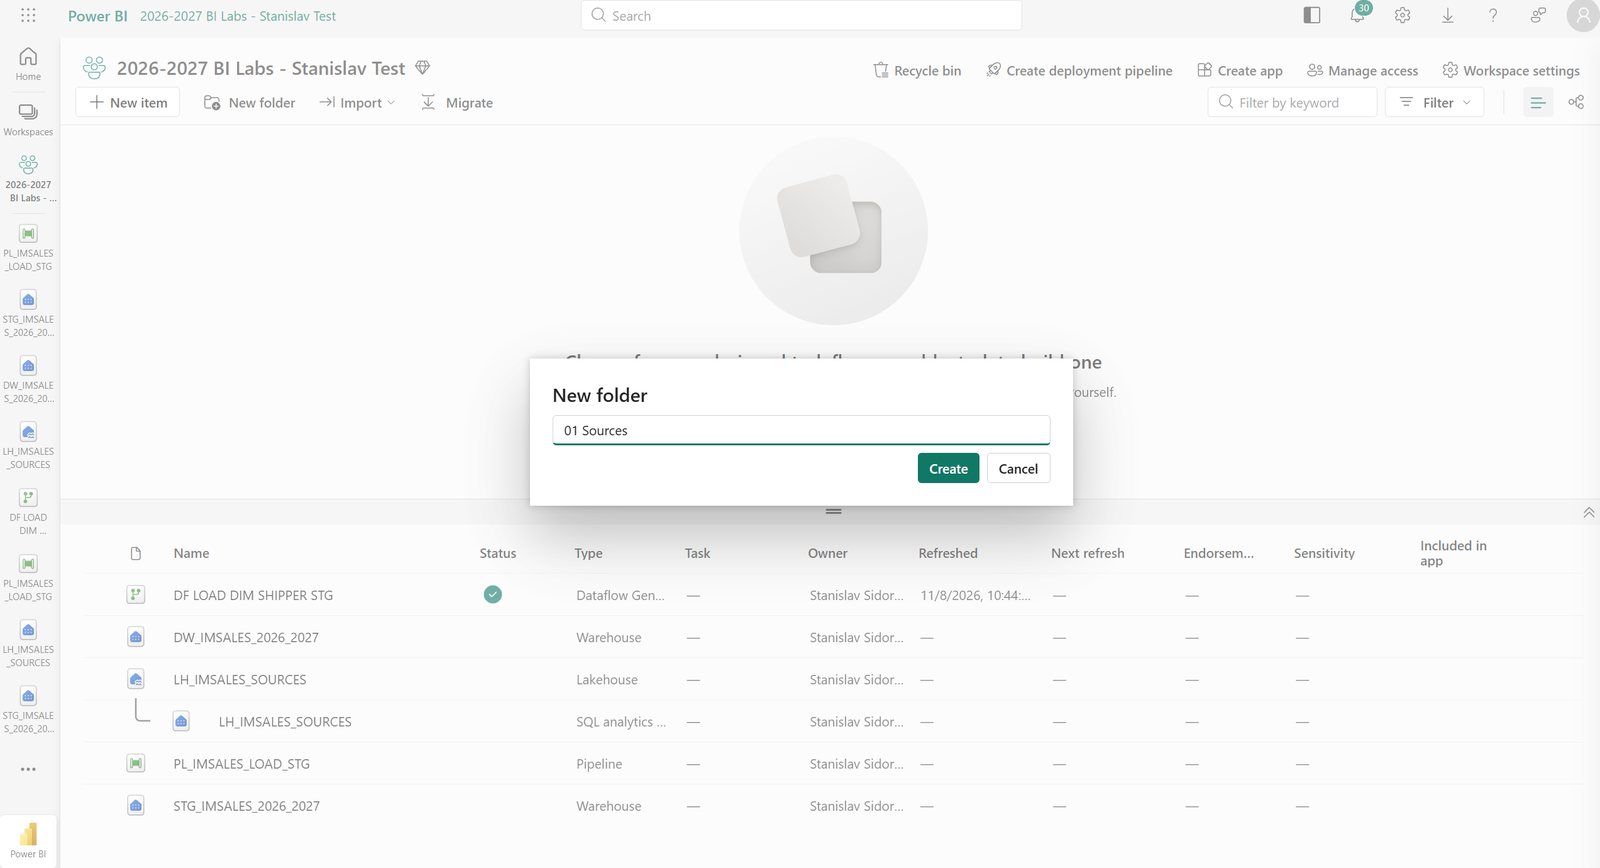 Power BI
2026-2027 BI Labs - Stanislav Test
Search
30
Home
Workspaces
2026-2027
BI Labs - ...
PL_IMSALES
_LOAD_STG
STG_IMSALE
S_2026_20...
DW_IMSALE
S_2026_20...
LH_IMSALES
_SOURCES
DF LOAD
DIM ...
PL_IMSALES
_LOAD_STG
LH_IMSALES
_SOURCES
STG_IMSALE
S_2026_20...
Power BI
2026-2027 BI Labs - Stanislav Test
Recycle bin
Create deployment pipeline
Create app
Manage access
Workspace settings
New item
New folder
Import
Migrate
Filter by keyword
Filter
one
yourself.
New folder
01 Sources
Create
Cancel
Name Status Type Task Owner Refreshed Next refresh Endorsem... Sensitivity Included in
app
DF LOAD DIM SHIPPER STG Dataflow Gen... — Stanislav Sidor... 11/8/2026, 10:44:... — — —
DW_IMSALES_2026_2027 Warehouse — Stanislav Sidor... — — — —
LH_IMSALES_SOURCES Lakehouse — Stanislav Sidor... — — — —
LH_IMSALES_SOURCES SQL analytics ... — Stanislav Sidor... — — — —
PL_IMSALES_LOAD_STG Pipeline — Stanislav Sidor... — — — —
STG_IMSALES_2026_2027 Warehouse — Stanislav Sidor... — — — —